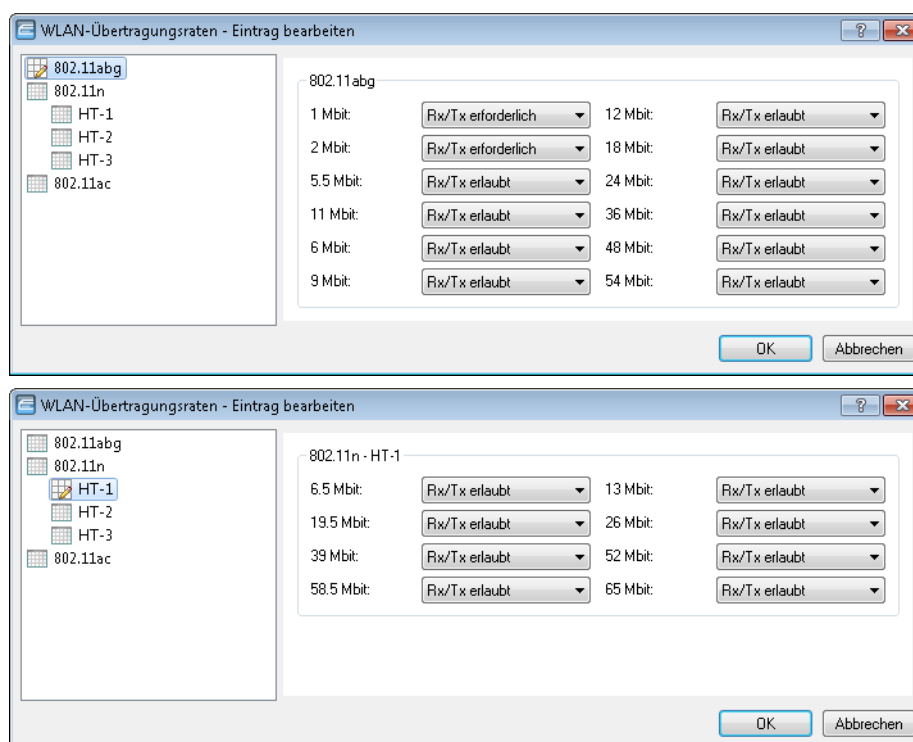 WLAN-Übertragungsraten - Eintrag bearbeiten
802.11abg
802.11n
HT-1
HT-2
HT-3
802.11ac
802.11abg
1 Mbit: Rx/Tx erforderlich 12 Mbit: Rx/Tx erlaubt
2 Mbit: Rx/Tx erforderlich 18 Mbit: Rx/Tx erlaubt
5.5 Mbit: Rx/Tx erlaubt 24 Mbit: Rx/Tx erlaubt
11 Mbit: Rx/Tx erlaubt 36 Mbit: Rx/Tx erlaubt
6 Mbit: Rx/Tx erlaubt 48 Mbit: Rx/Tx erlaubt
9 Mbit: Rx/Tx erlaubt 54 Mbit: Rx/Tx erlaubt
OK Abbrechen
WLAN-Übertragungsraten - Eintrag bearbeiten
802.11abg
802.11n
HT-1
HT-2
HT-3
802.11ac
802.11n - HT-1
6.5 Mbit: Rx/Tx erlaubt 13 Mbit: Rx/Tx erlaubt
19.5 Mbit: Rx/Tx erlaubt 26 Mbit: Rx/Tx erlaubt
39 Mbit: Rx/Tx erlaubt 52 Mbit: Rx/Tx erlaubt
58.5 Mbit: Rx/Tx erlaubt 65 Mbit: Rx/Tx erlaubt
OK Abbrechen